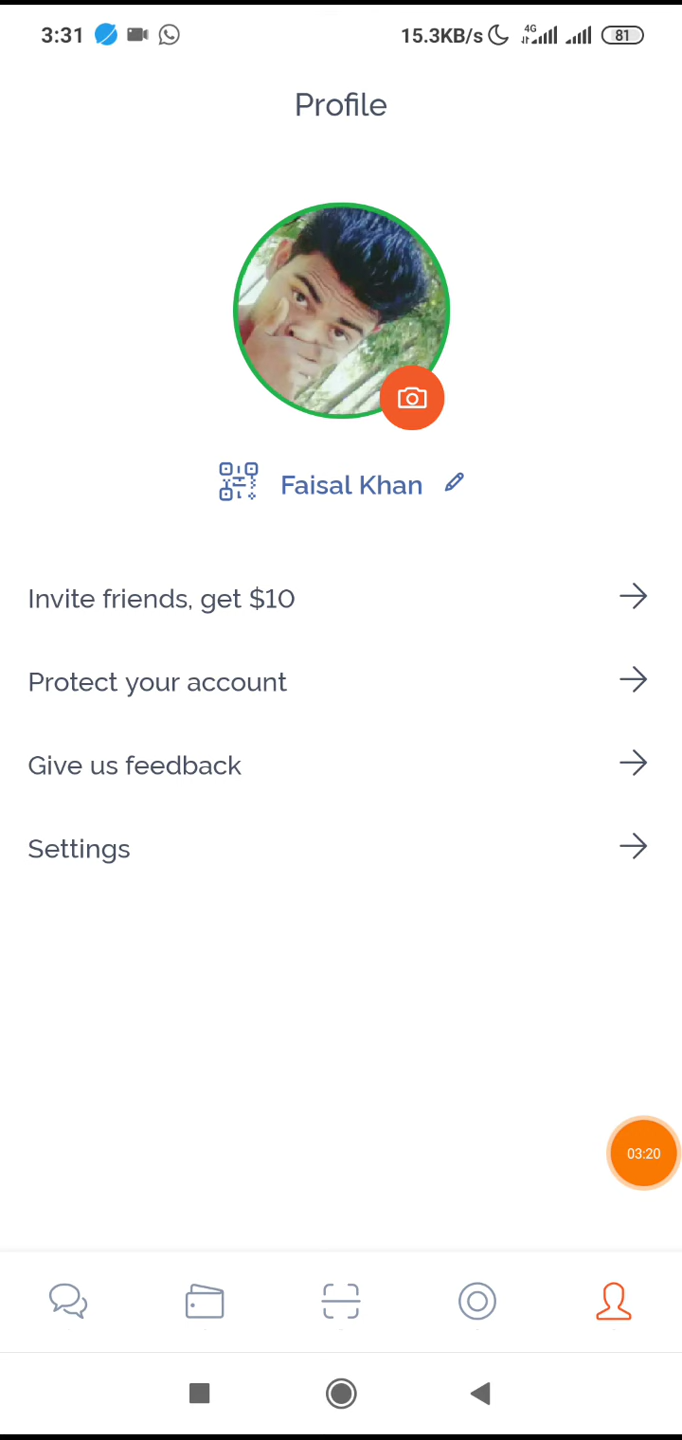 3:31 15.3KB/s 4G 81
Profile
Faisal Khan
Invite friends, get $10
Protect your account
Give us feedback
Settings
03:20